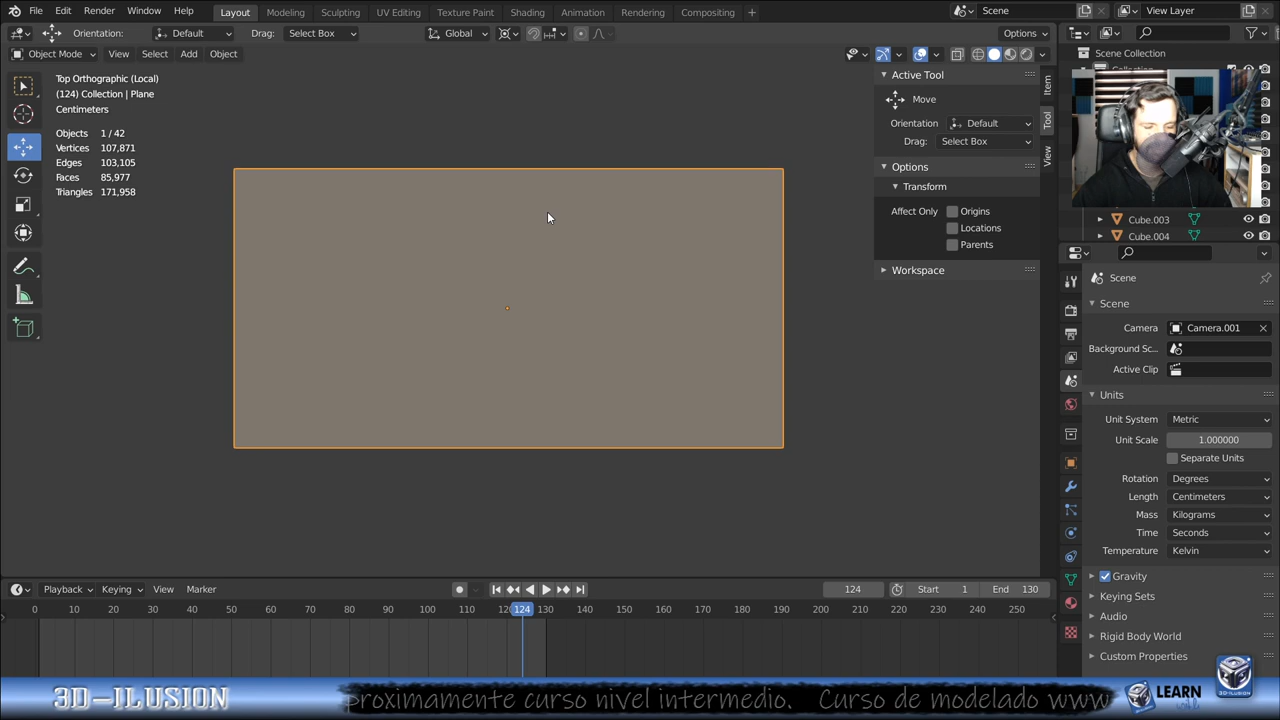 File Edit Render Window Help Layout Modeling Sculpting UV Editing Texture Paint Shading Animation Rendering Compositing + Scene View Layer
Orientation: Default Drag: Select Box Global Options
Object Mode View Select Add Object
Scene Collection
Top Orthographic (Local)
(124) Collection | Plane
Centimeters
Objects 1 / 42
Vertices 107,871
Edges 103,105
Faces 85,977
Triangles 171,958
Active Tool
Move
Orientation Default
Drag: Select Box
Options
Transform
Affect Only Origins
Locations
Parents
Workspace
Item
Tool
View
Cube.003
Cube.004
Scene
Scene
Camera Camera.001
Background Sc...
Active Clip
Units
Unit System Metric
Unit Scale 1.000000
Separate Units
Rotation Degrees
Length Centimeters
Mass Kilograms
Time Seconds
Temperature Kelvin
Gravity
Keying Sets
Audio
Rigid Body World
Custom Properties
Playback Keying View Marker 124 Start 1 End 130
0 10 20 30 40 50 60 70 80 90 100 110 120 124 130 140 150 160 170 180 190 200 210 220 230 240 250
3D-ILUSION proximamente curso nivel intermedio. Curso de modelado www
LEARN
3D-ILUSION